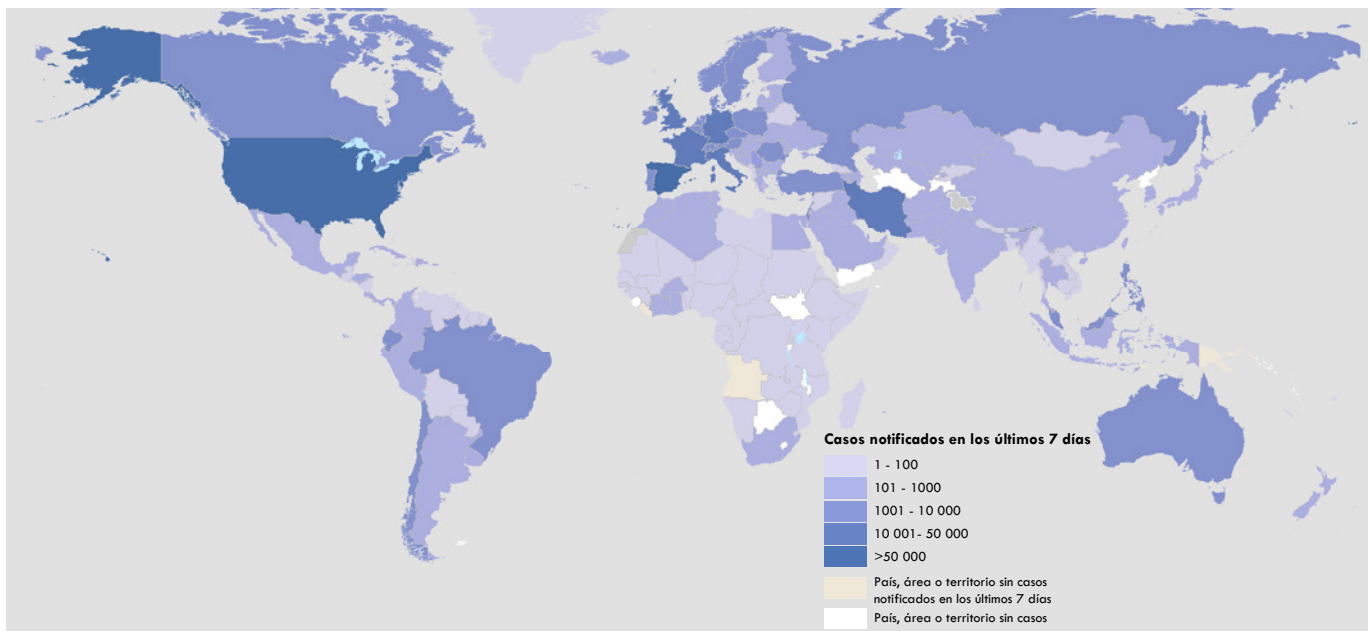 Casos notificados en los últimos 7 días
1 - 100
101 - 1000
1001 - 10 000
10 001- 50 000
>50 000
País, área o territorio sin casos
notificados en los últimos 7 días
País, área o territorio sin casos